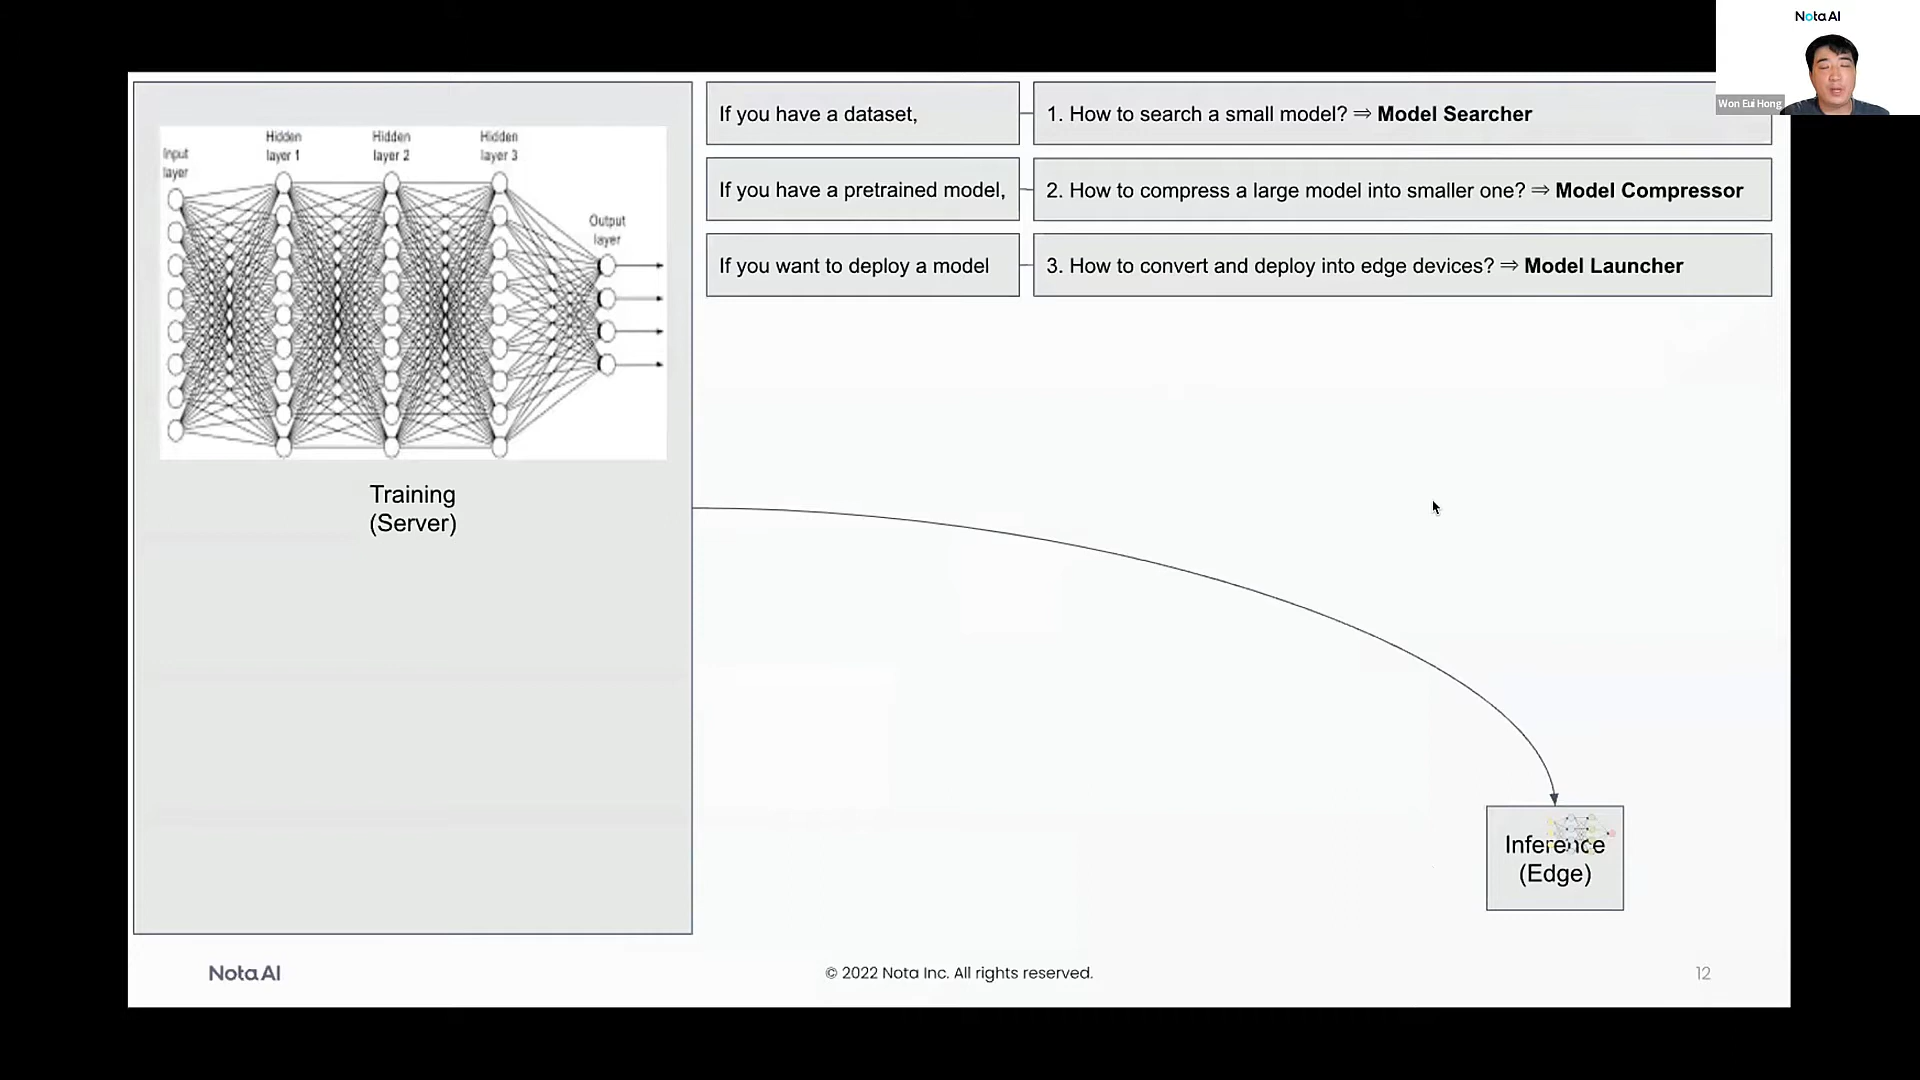 Nota AI
Won Eui Hong
Input
layer
Hidden
layer 1
Hidden
layer 2
Hidden
layer 3
Output
layer
Training
(Server)
If you have a dataset,
1. How to search a small model? ⇒ Model Searcher
If you have a pretrained model,
2. How to compress a large model into smaller one? ⇒ Model Compressor
If you want to deploy a model
3. How to convert and deploy into edge devices? ⇒ Model Launcher
Inference
(Edge)
Nota AI
© 2022 Nota Inc. All rights reserved.
12